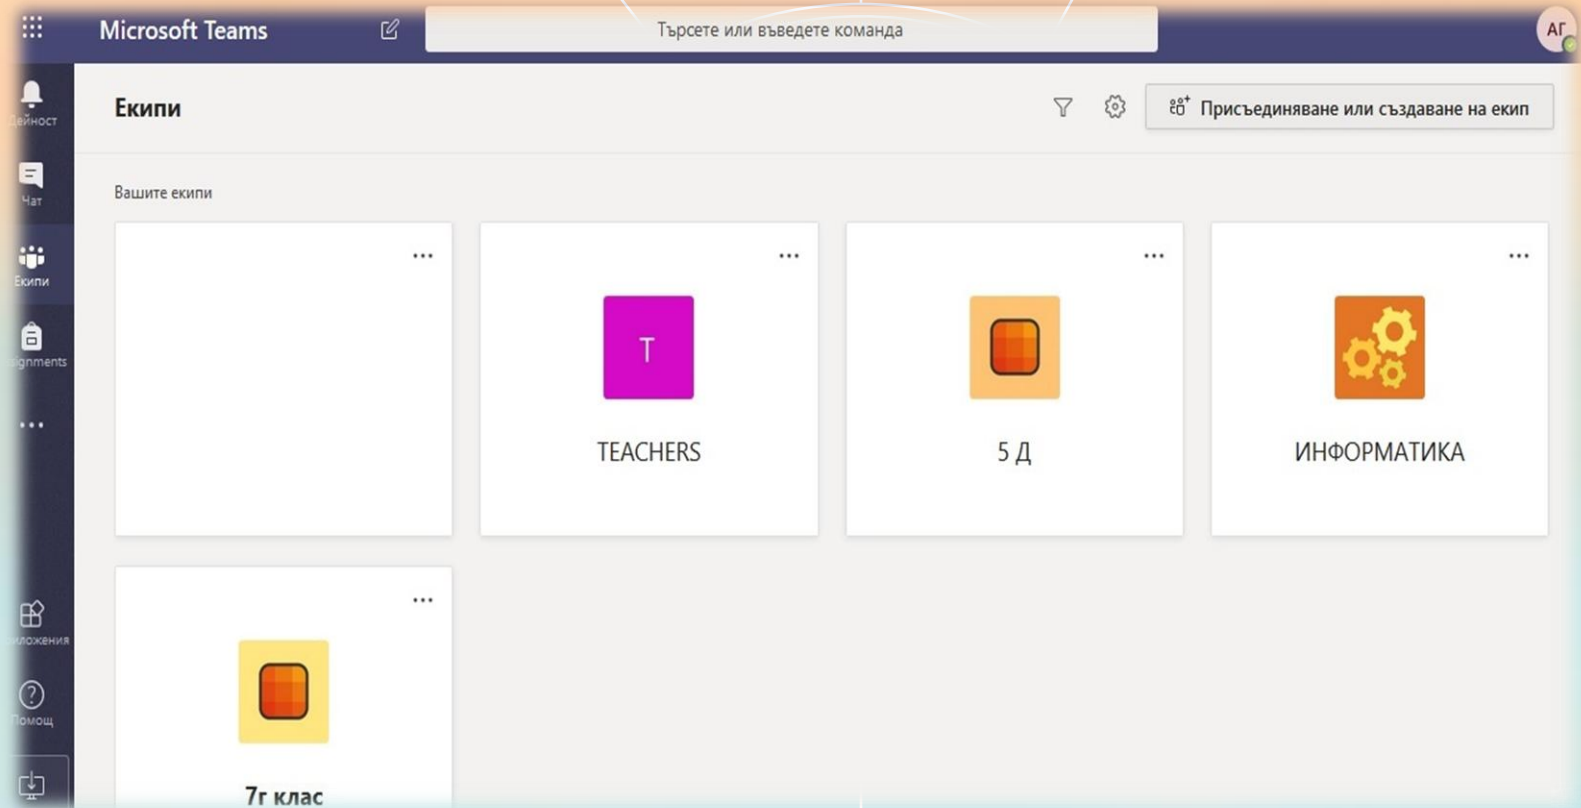 Microsoft Teams
Търсете или въведете команда
АГ
Дейност
Чат
Екипи
Помощ
Екипи
Присъединяване или създаване на екип
Вашите екипи
T
TEACHERS
5 Д
ИНФОРМАТИКА
7г клас